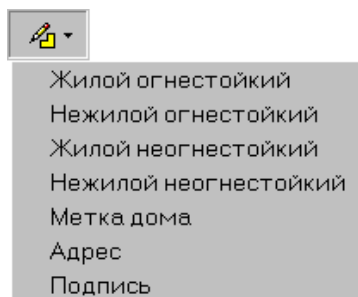 Жилой огнестойкий
Нежилой огнестойкий
Жилой неогнестойкий
Нежилой неогнестойкий
Метка дома
Адрес
Подпись